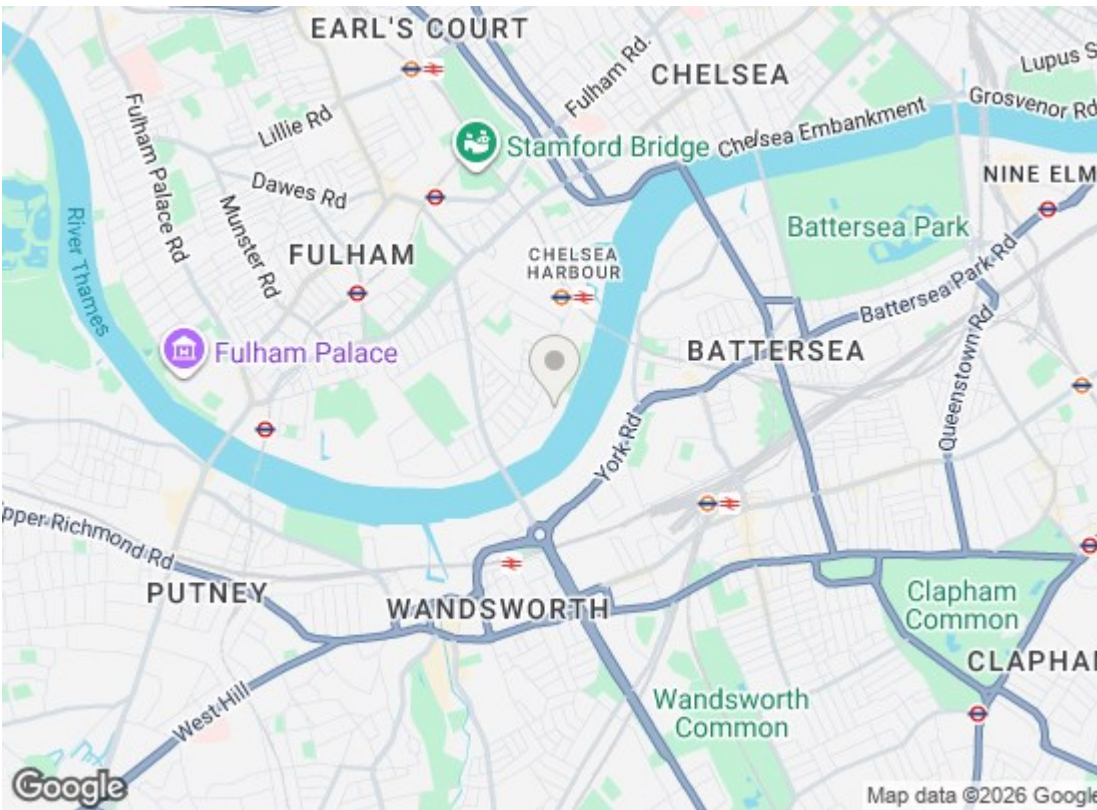 EARL'S COURT
Fulham Rd.
CHELSEA
Lupus S
Grosvenor Rd
Lillie Rd
Fulham Palace Rd
Stamford Bridge
Chelsea Embankment
NINE ELM
Dawes Rd
Munster Rd
River Thames
FULHAM
CHELSEA
HARBOUR
Battersea Park
Battersea Park Rd
Fulham Palace
BATTERSEA
Queenstown Rd
York Rd
pper Richmond Rd
PUTNEY
WANDSWORTH
Clapham
Common
CLAPHA
West Hill
Wandsworth
Common
Google
Map data ©2026 Google